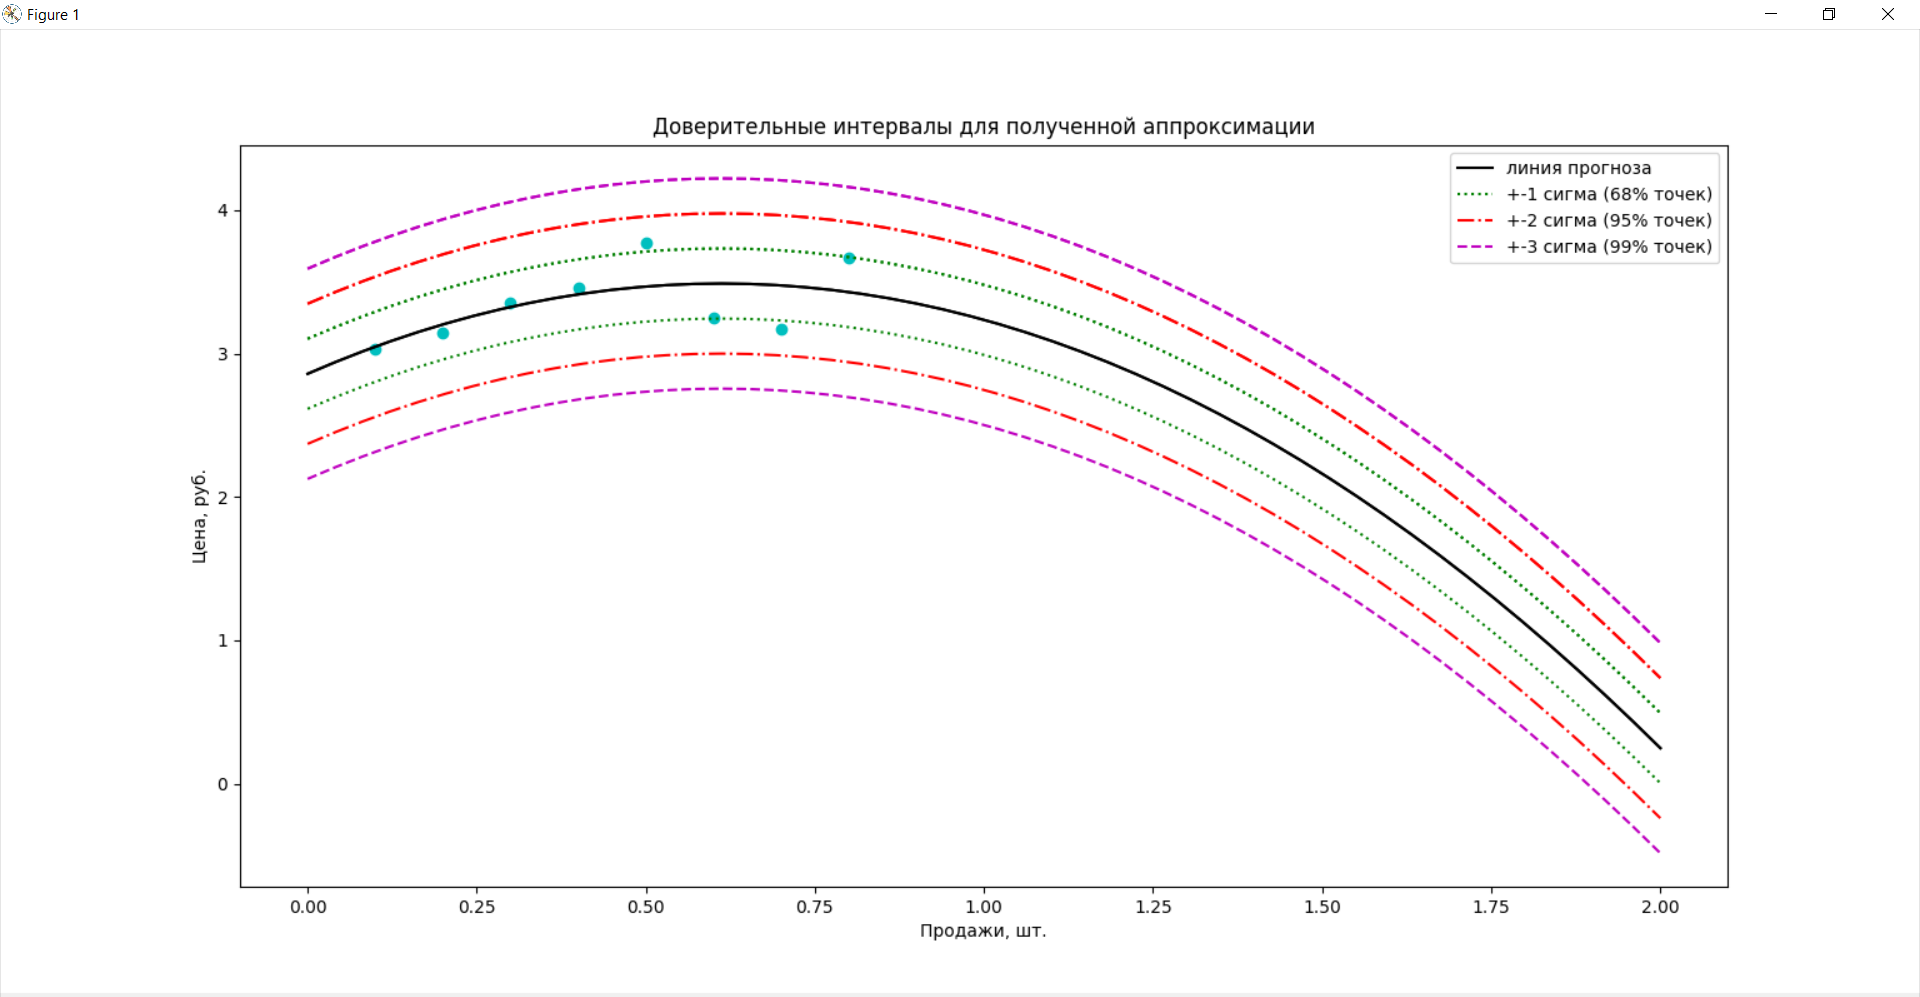 Figure 1
Доверительные интервалы для полученной аппроксимации
линия прогноза
+-1 сигма (68% точек)
+-2 сигма (95% точек)
+-3 сигма (99% точек)
4
3
2
1
0
Цена, руб.
0.00 0.25 0.50 0.75 1.00 1.25 1.50 1.75 2.00
Продажи, шт.